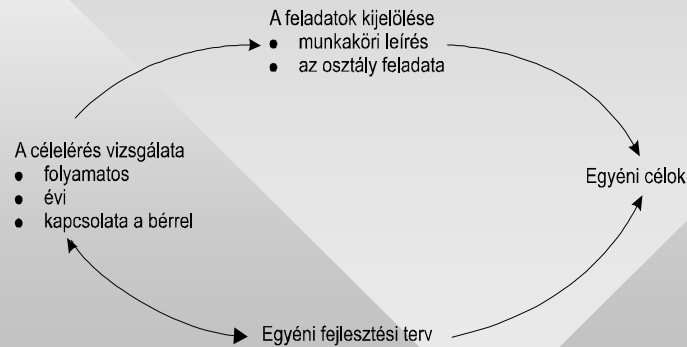 A feladatok kijelölése
● munkaköri leírás
● az osztály feladata
A célelérés vizsgálata
● folyamatos
● évi
● kapcsolata a bérrel
Egyéni célok
Egyéni fejlesztési terv